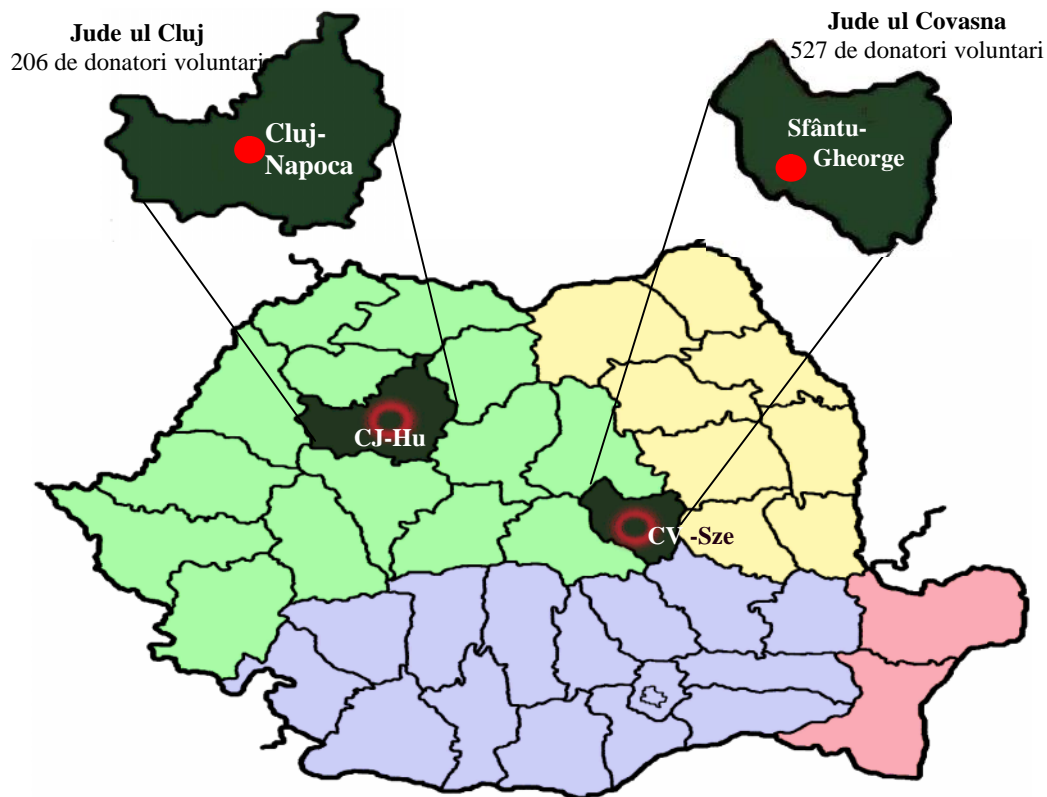 Jude ul Cluj
206 de donatori voluntari
Jude ul Covasna
527 de donatori voluntari
Cluj-
Napoca
Sfântu-
Gheorge
CJ-Hu
CV -Sze